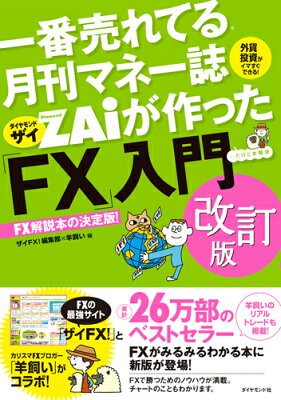 一番売れてる
月刊マネー誌
外貨
投資が
イマすぐ
できる!
ダイヤモンド
ザイ
Diamond
ZAiが作った
「FX」入門
…だけど本格派
改訂版
FX解説本の決定版!
ザイFX!編集部×羊飼い 編
FXの
最強サイト
「ザイFX!」と
カリスマFXブロガー
「羊飼い」が
コラボ!
累計
26万部の
ベストセラー
羊飼いの
リアル
トレードも
掲載!
FXがみるみるわかる本に
新版が登場!
FXで勝つためのノウハウが満載。
チャートのこともわかります。
ダイヤモンド社